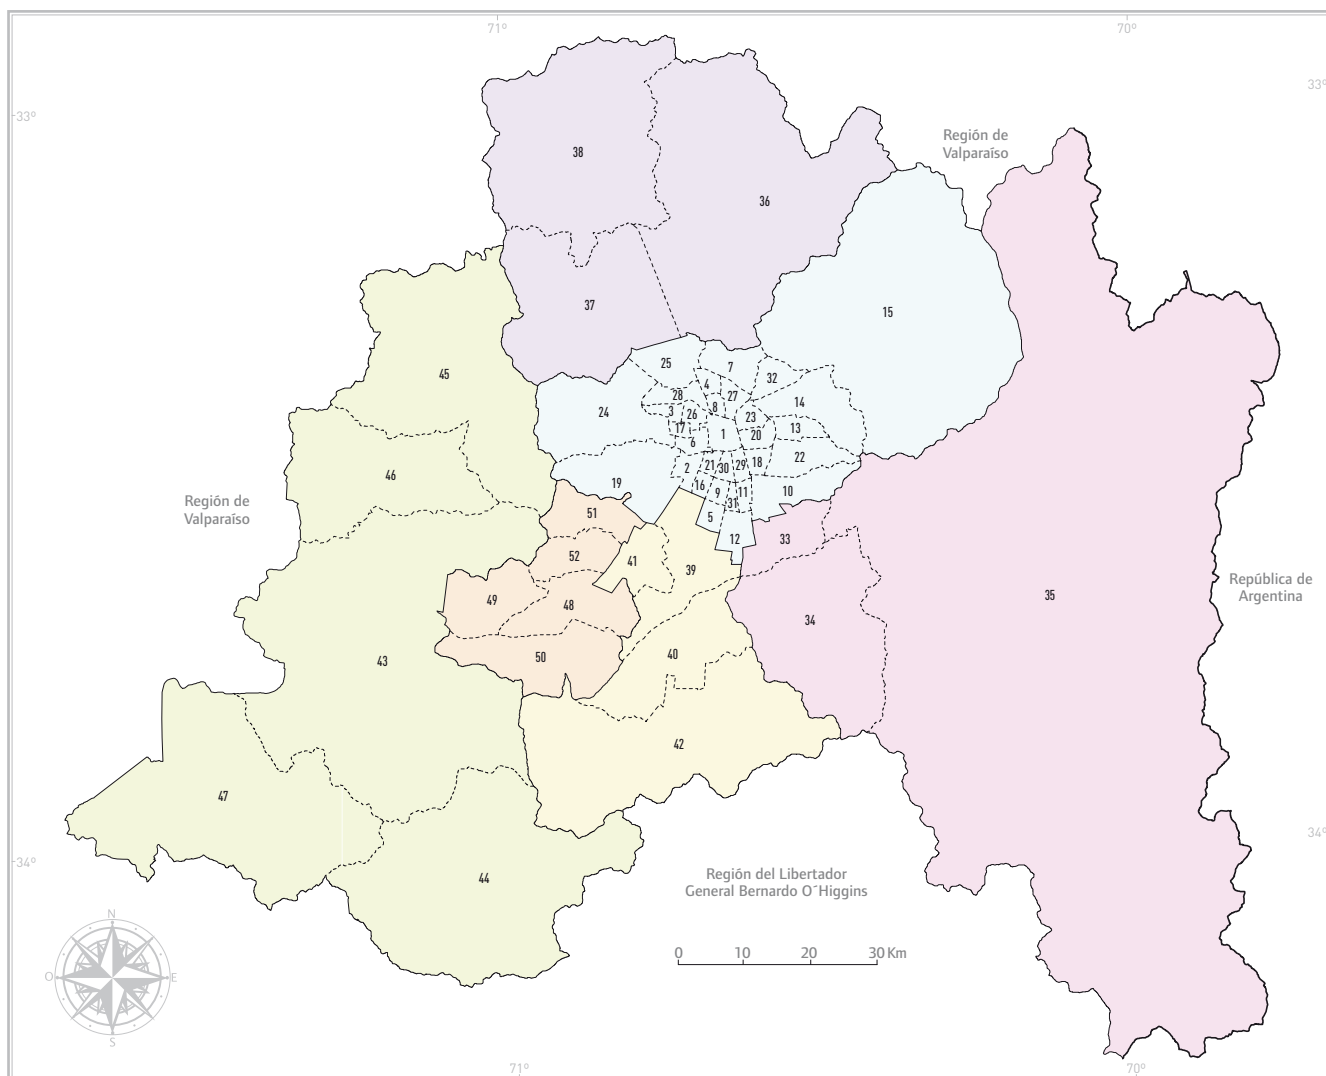 71º
70º
33º
33º
Región de
Valparaíso
38
36
37
15
45
25
7
32
28
4
27
14
24
3
26
8
23
17
1
20
13
6
46
2
21
30
29
18
22
19
16
9
11
10
31
Región de
Valparaíso
51
5
12
33
52
41
39
República de
Argentina
49
48
35
34
43
50
40
42
47
44
34º
34º
Región del Libertador
General Bernardo O´Higgins
0 10 20 30 Km
N
O E
S
71º
70º